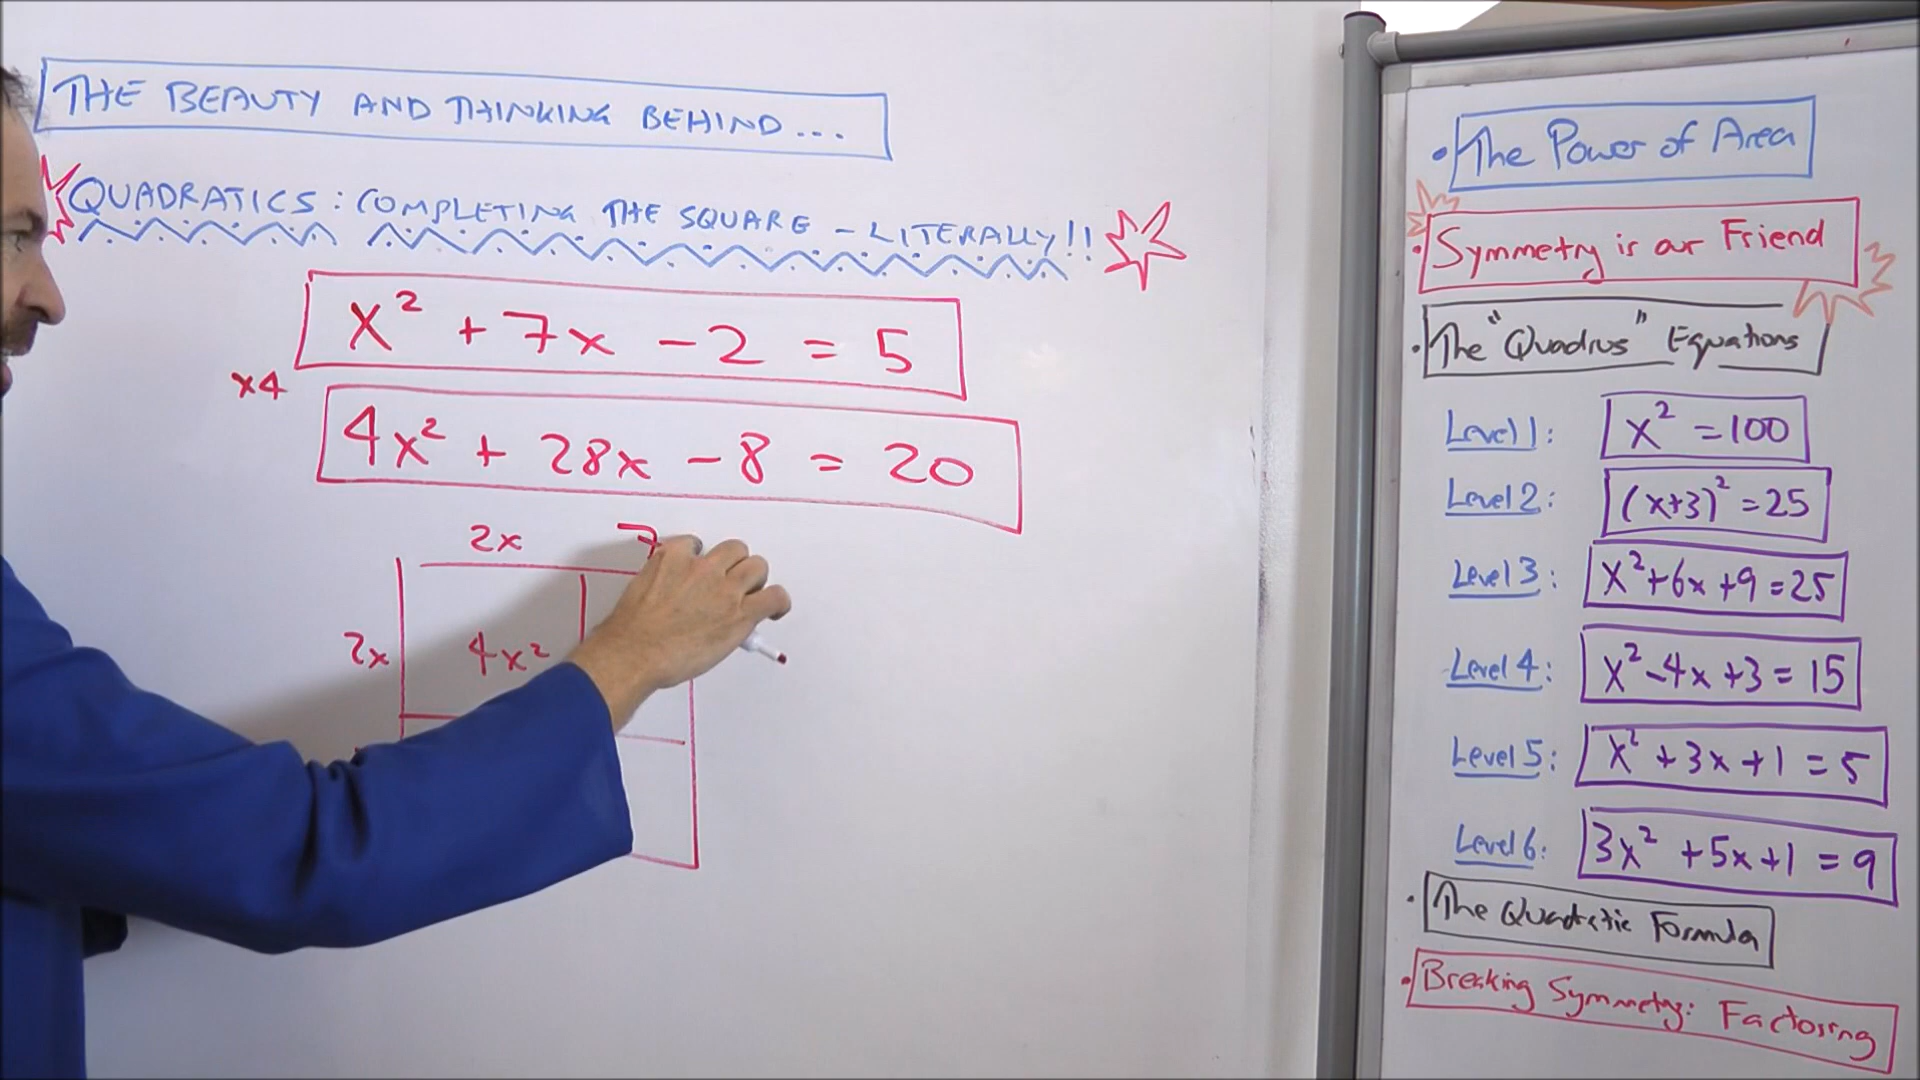 THE BEAUTY AND THINKING BEHIND...
QUADRATICS: COMPLETING THE SQUARE - LITERALLY!!
x² + 7x - 2 = 5
x4
4x² + 28x - 8 = 20
2x 7
2x 4x²
• The Power of Area
• Symmetry is our Friend
• The "Quadrus" Equations
Level 1: x² = 100
Level 2: (x+3)² = 25
Level 3: x²+6x+9=25
Level 4: x²-4x+3=15
Level 5: x²+3x+1=5
Level 6: 3x²+5x+1=9
• The Quadratic Formula
• Breaking Symmetry: Factoring